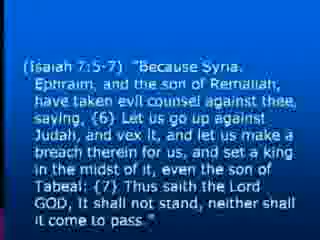 (Isaiah 7:5-7) "Because Syria,
Ephraim, and the son of Remaliah,
have taken evil counsel against thee,
saying, {6} Let us go up against
Judah, and vex it, and let us make a
breach therein for us, and set a king
in the midst of it, even the son of
Tabeal: {7} Thus saith the Lord
GOD, It shall not stand, neither shall
it come to pass."